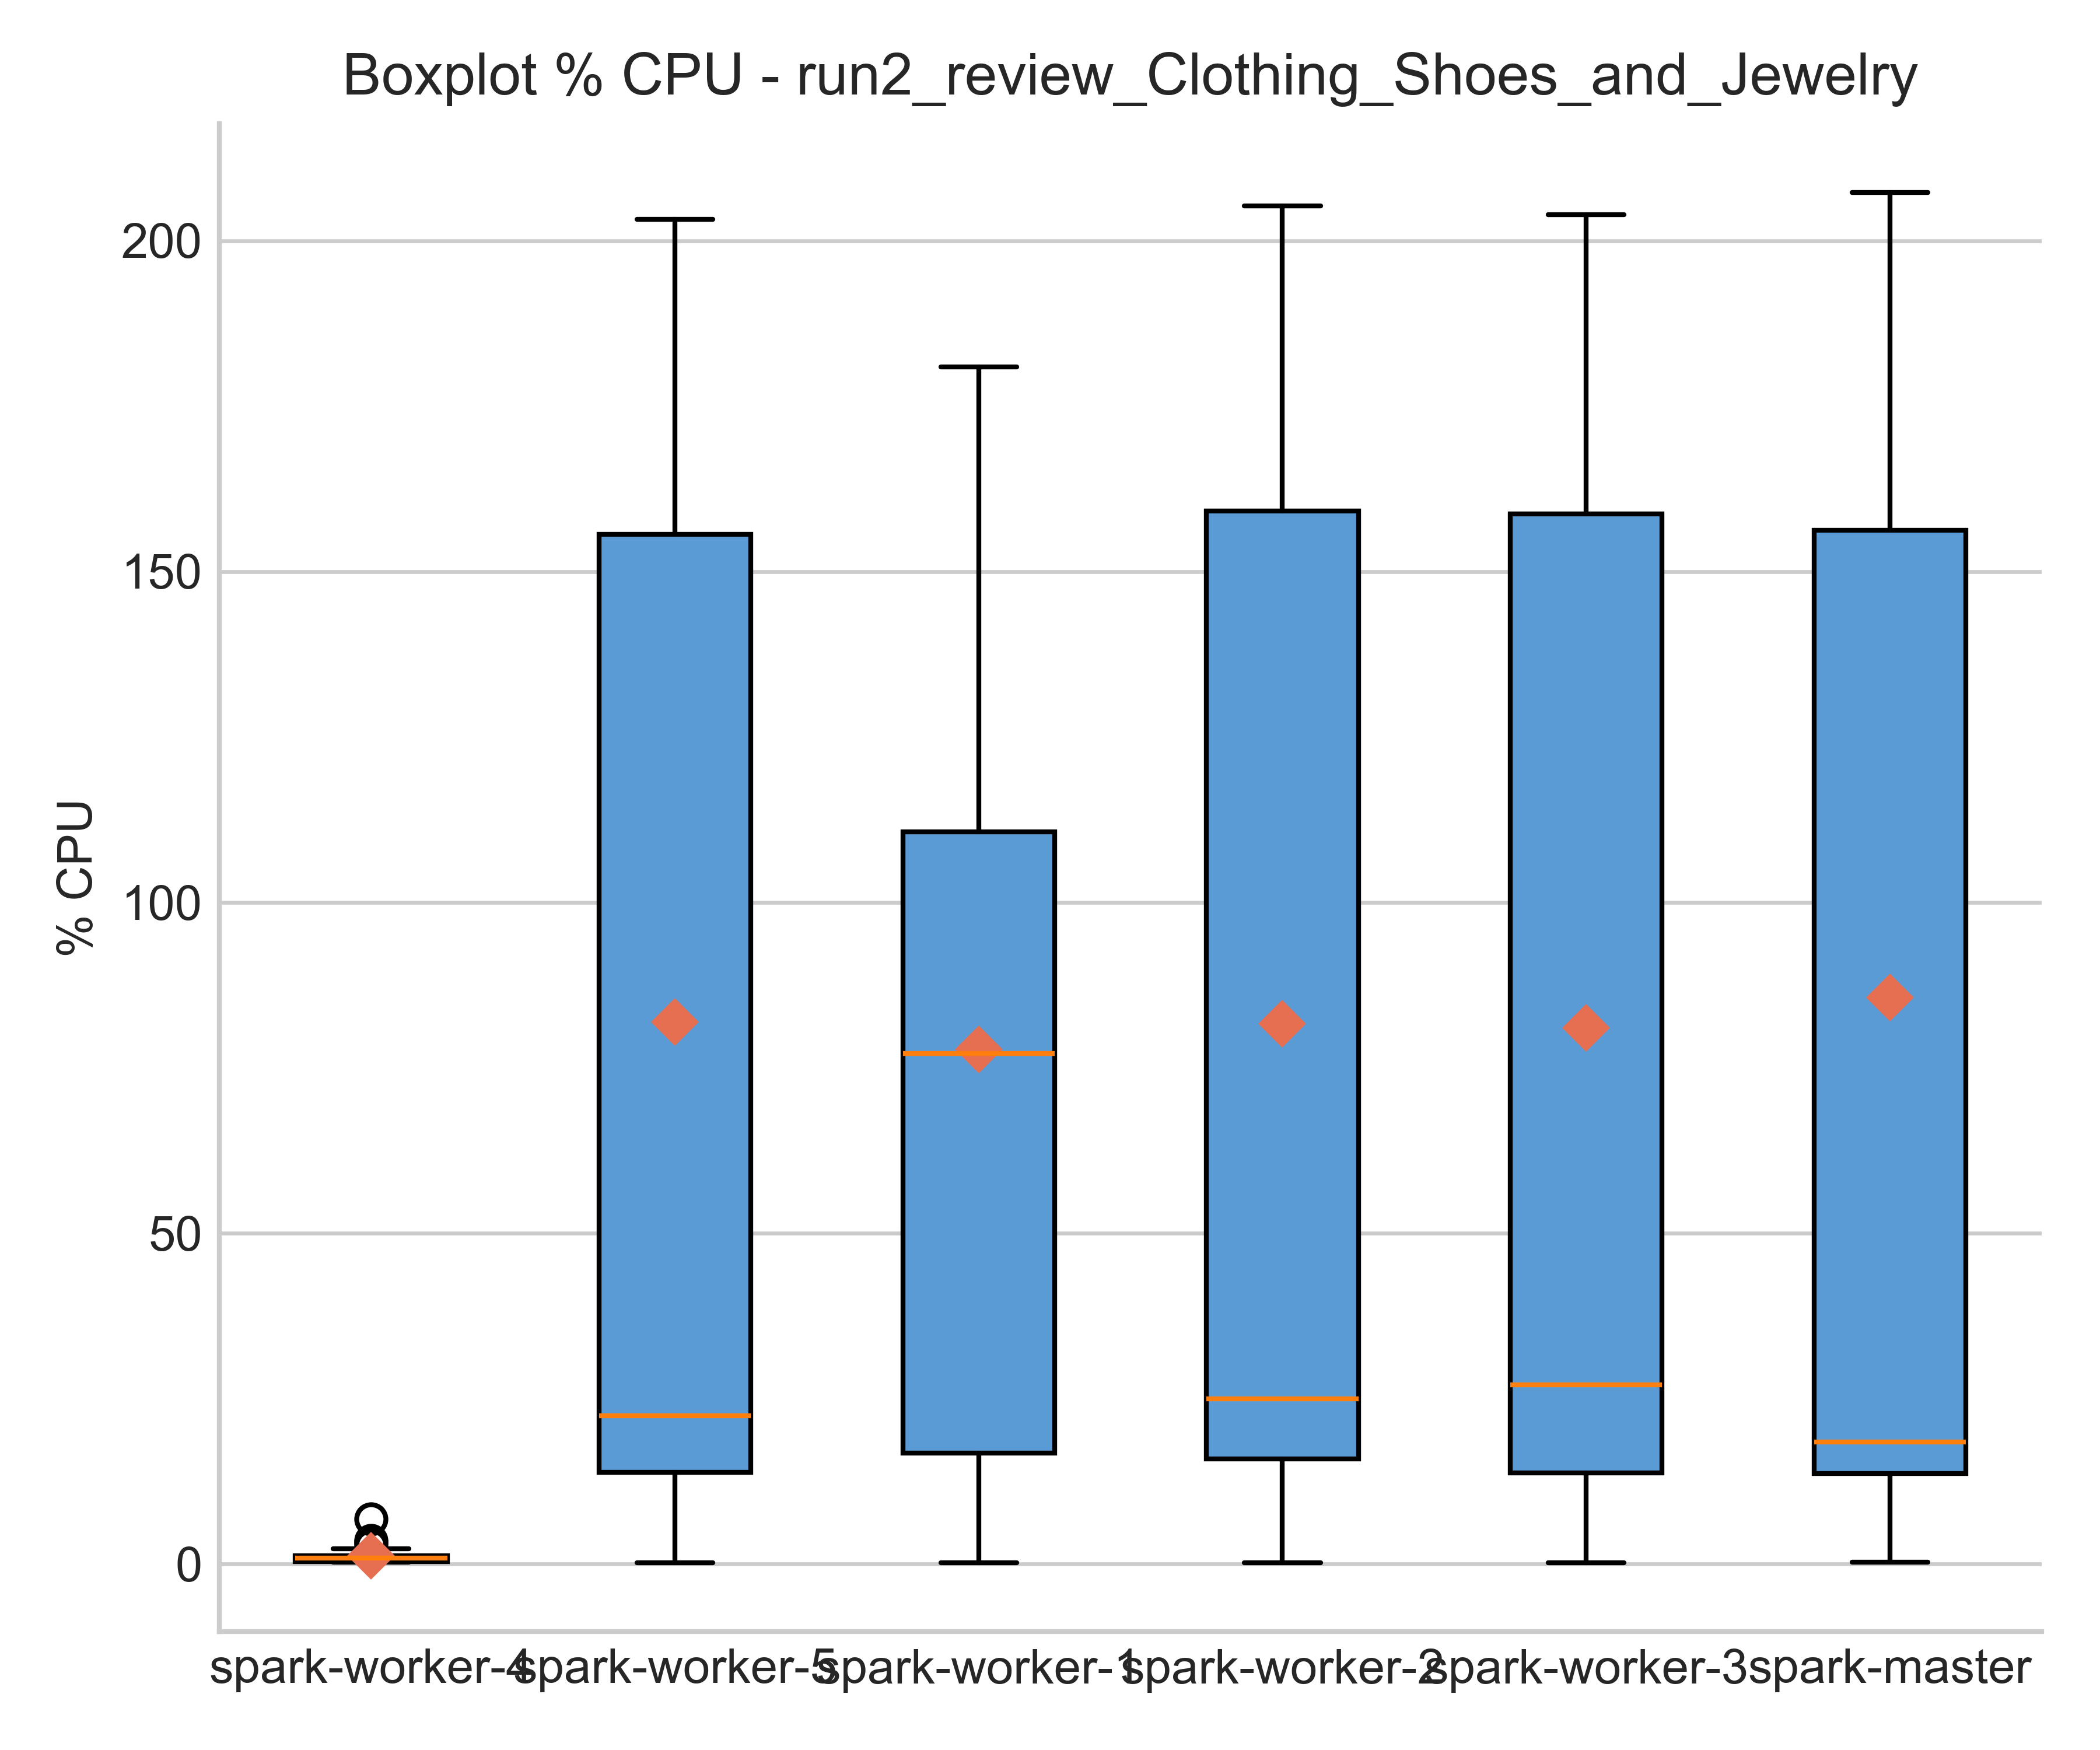 Boxplot % CPU - run2_review_Clothing_Shoes_and_Jewelry
% CPU
200
150
100
50
0
spark-worker-4
spark-worker-5
spark-worker-1
spark-worker-2
spark-worker-3
spark-master